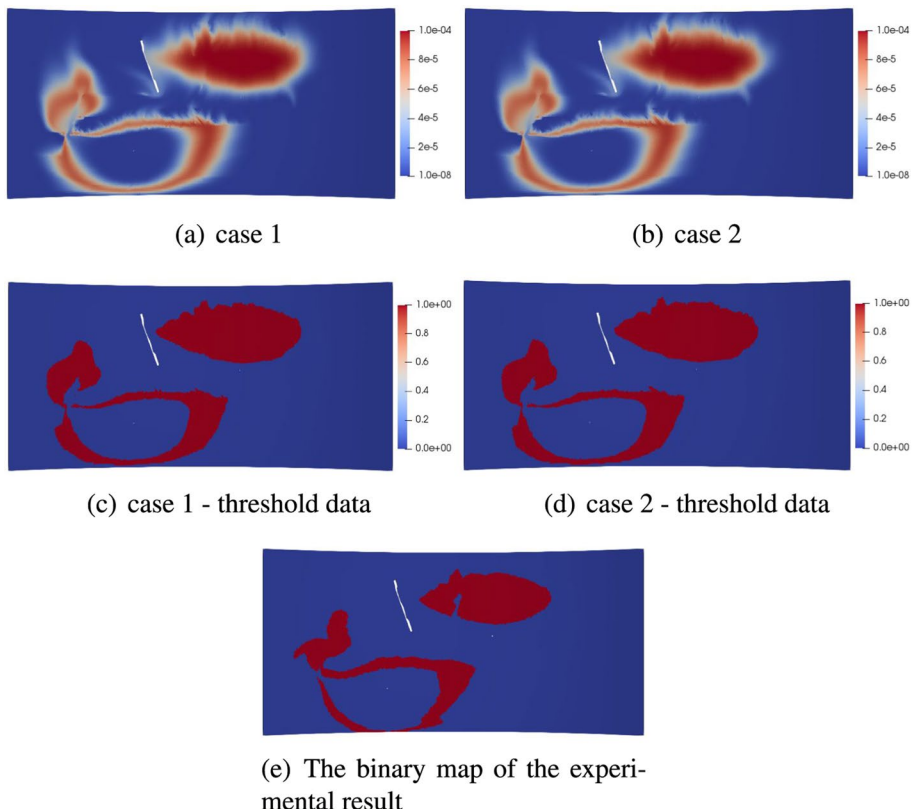 1.0e-04
8e-5
6e-5
4e-5
2e-5
1.0e-08
1.0e-04
8e-5
6e-5
4e-5
2e-5
1.0e-08
(a) case 1
(b) case 2
1.0e+00
0.8
0.6
0.4
0.2
0.0e+00
1.0e+00
0.8
0.6
0.4
0.2
0.0e+00
(c) case 1 - threshold data
(d) case 2 - threshold data
(e) The binary map of the experi-
mental result